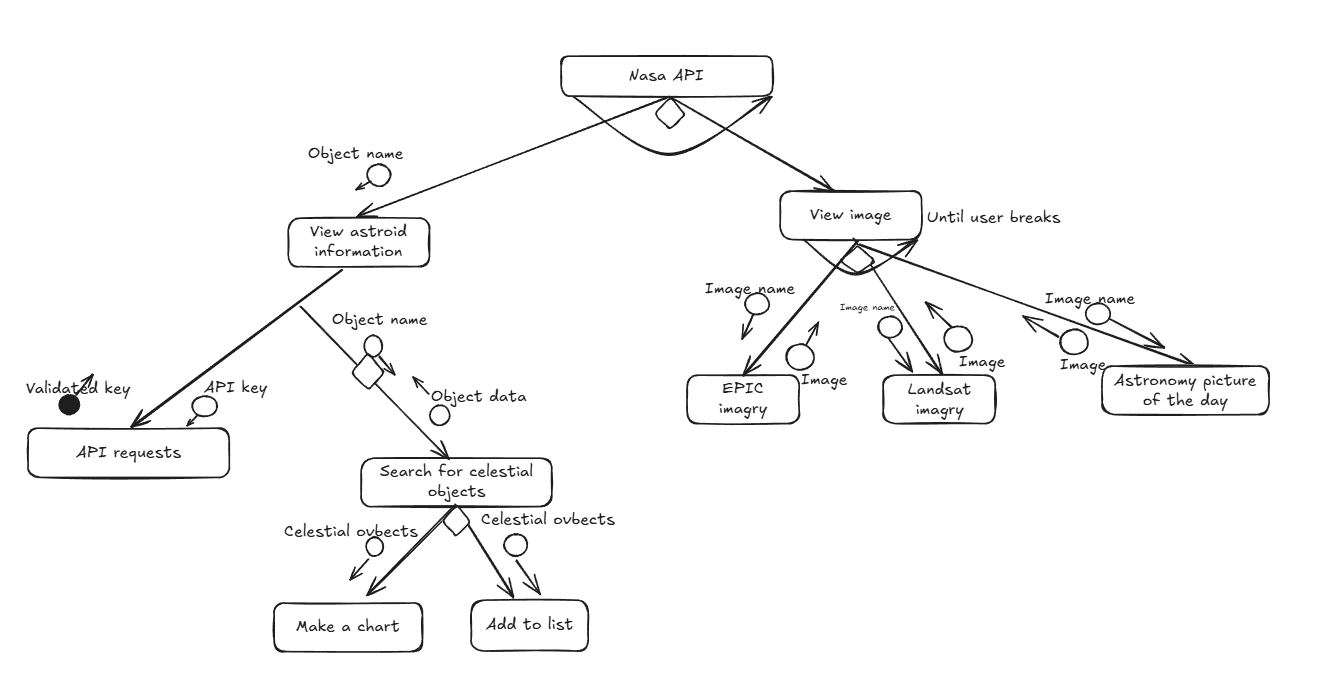 Nasa API
Object name
View astroid
information
View image
Until user breaks
Image name
Image name
Image name
Object name
Image
Image
Image
Validated key
API key
Object data
EPIC
imagry
Landsat
imagry
Astronomy picture
of the day
API requests
Search for celestial
objects
Celestial ovbects
Celestial ovbects
Make a chart
Add to list